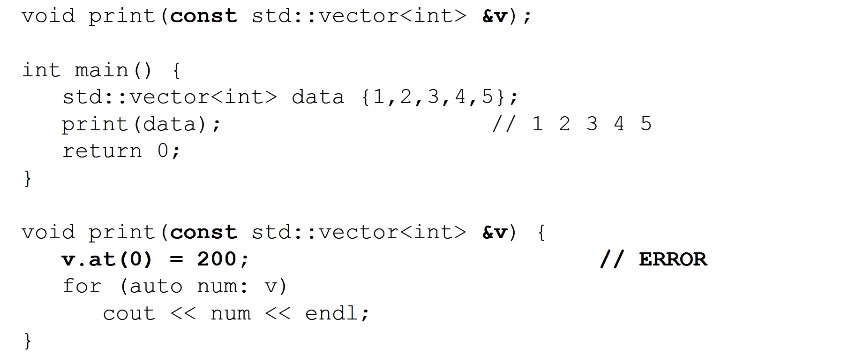 void print(const std::vector<int> &v);
int main() {
std::vector<int> data {1,2,3,4,5};
print(data); // 1 2 3 4 5
return 0;
}
void print(const std::vector<int> &v) {
v.at(0) = 200; // ERROR
for (auto num: v)
cout << num << endl;
}